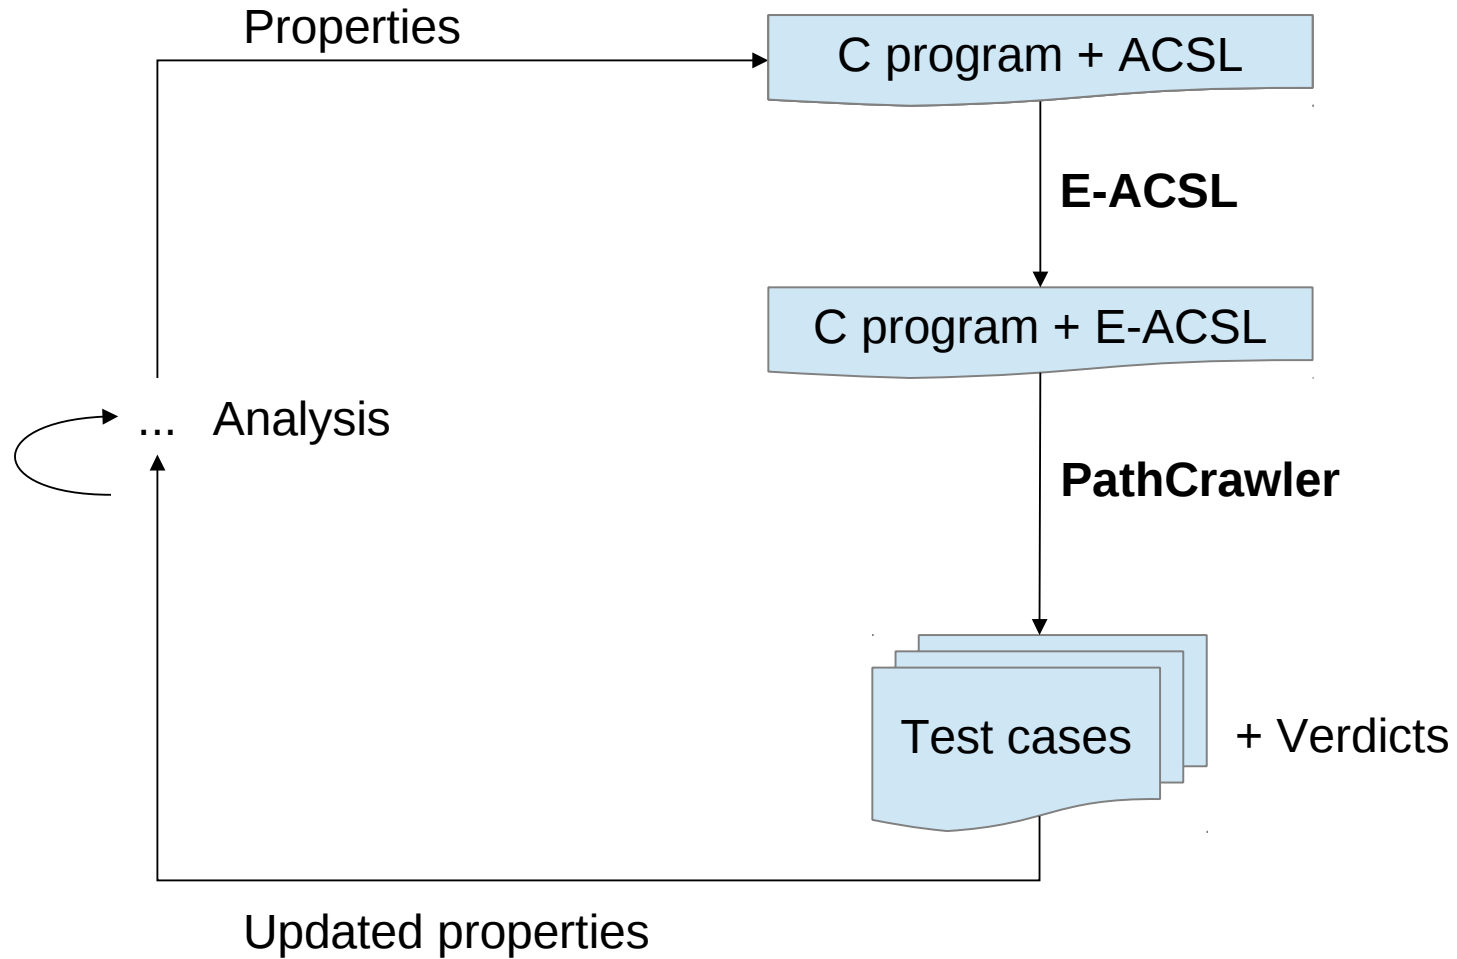 Properties
C program + ACSL
E-ACSL
C program + E-ACSL
... Analysis
PathCrawler
Test cases
+ Verdicts
Updated properties